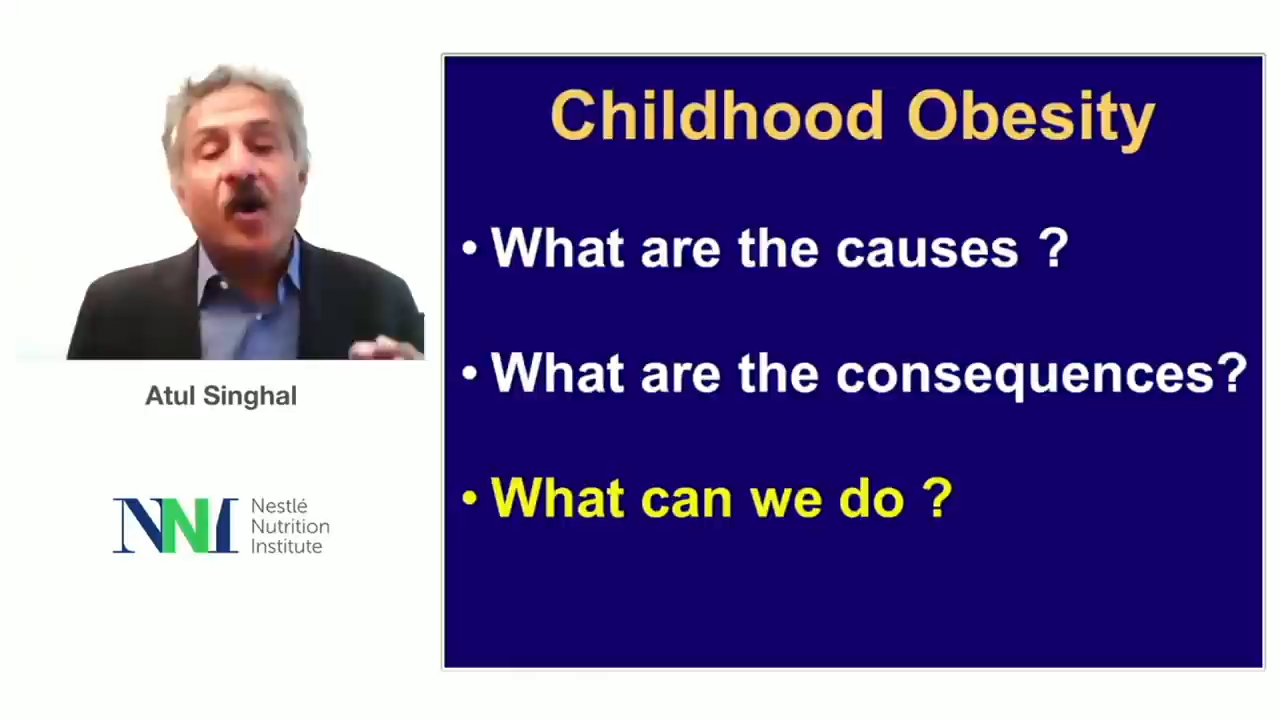 Childhood Obesity
• What are the causes ?
• What are the consequences?
• What can we do ?
Atul Singhal
NNI
Nestlé
Nutrition
Institute